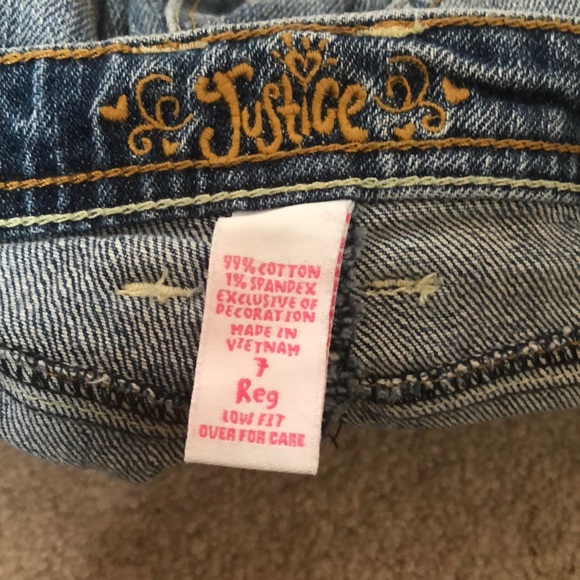 Justice
99% COTTON
1% SPANDEX
EXCLUSIVE OF
DECORATION
MADE IN
VIETNAM
7
Reg
LOW FIT
OVER FOR CARE